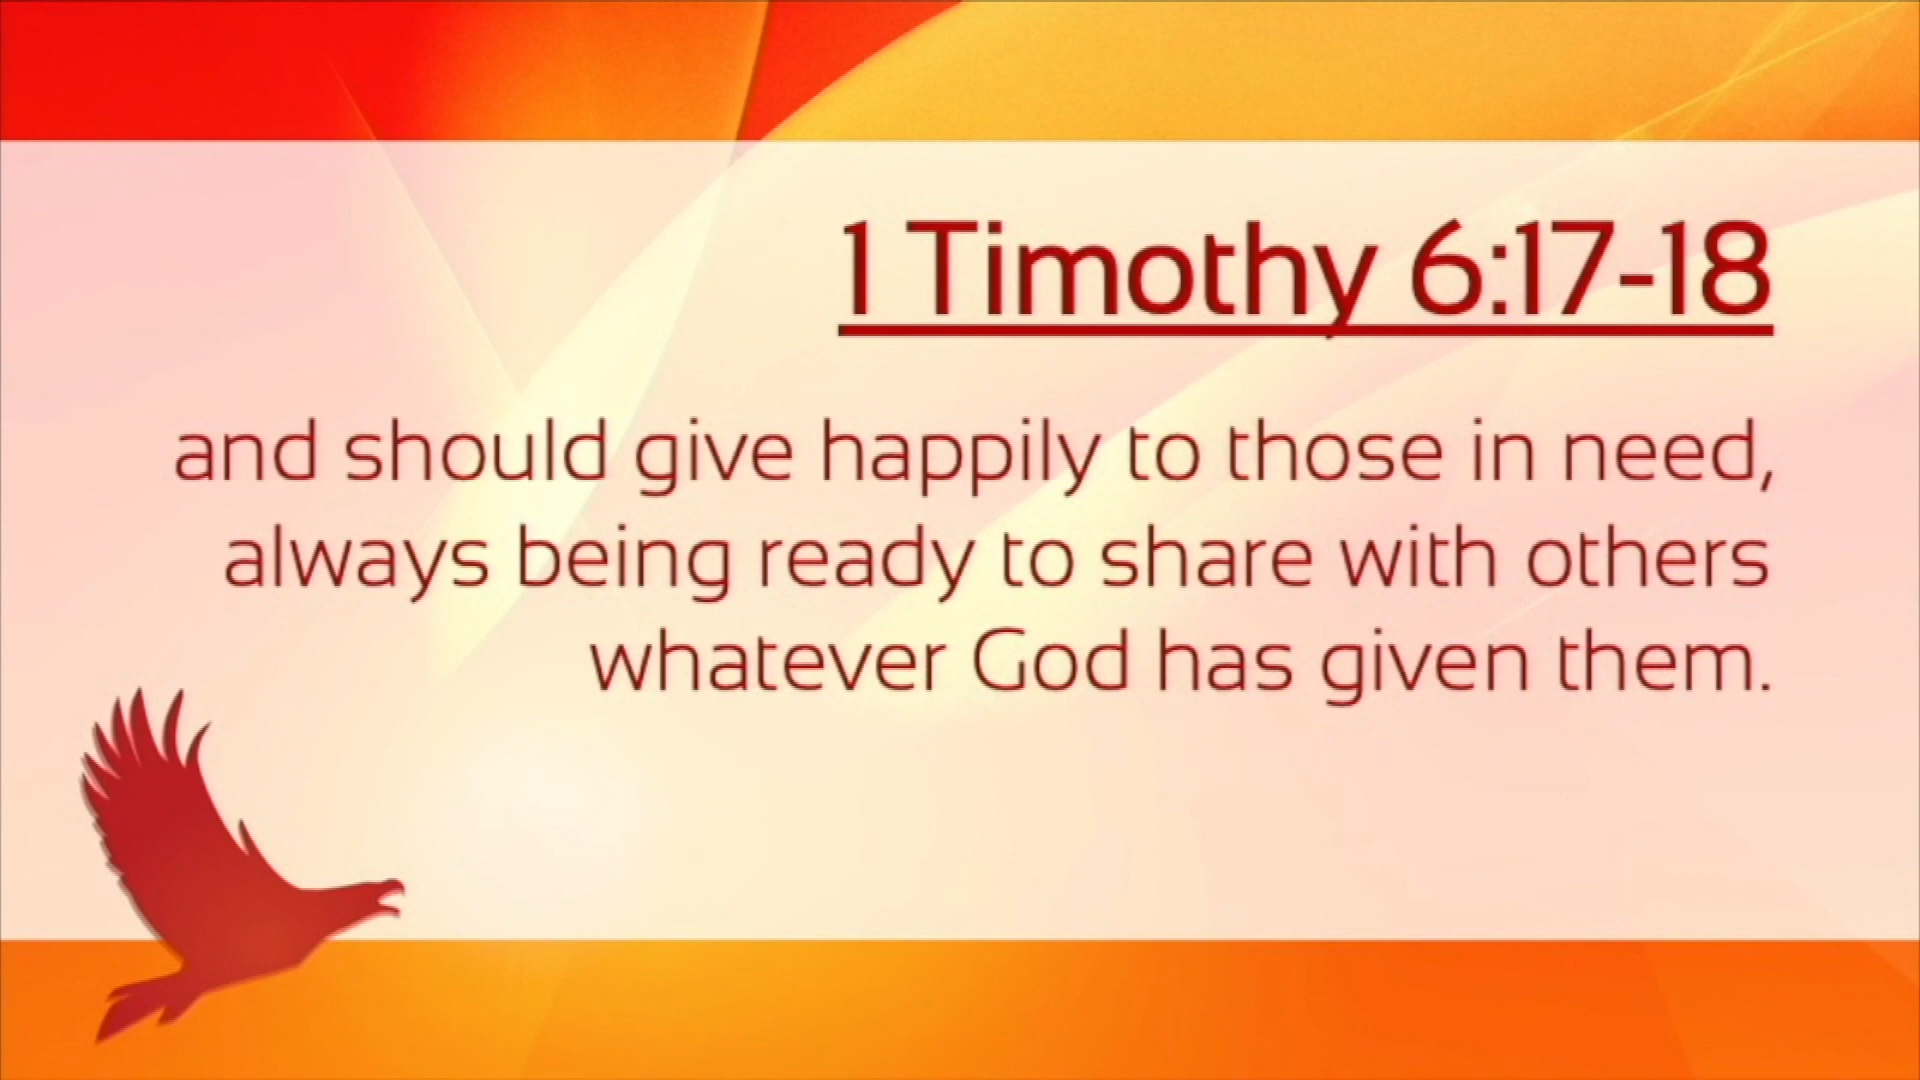 1 Timothy 6:17-18
and should give happily to those in need,
always being ready to share with others
whatever God has given them.